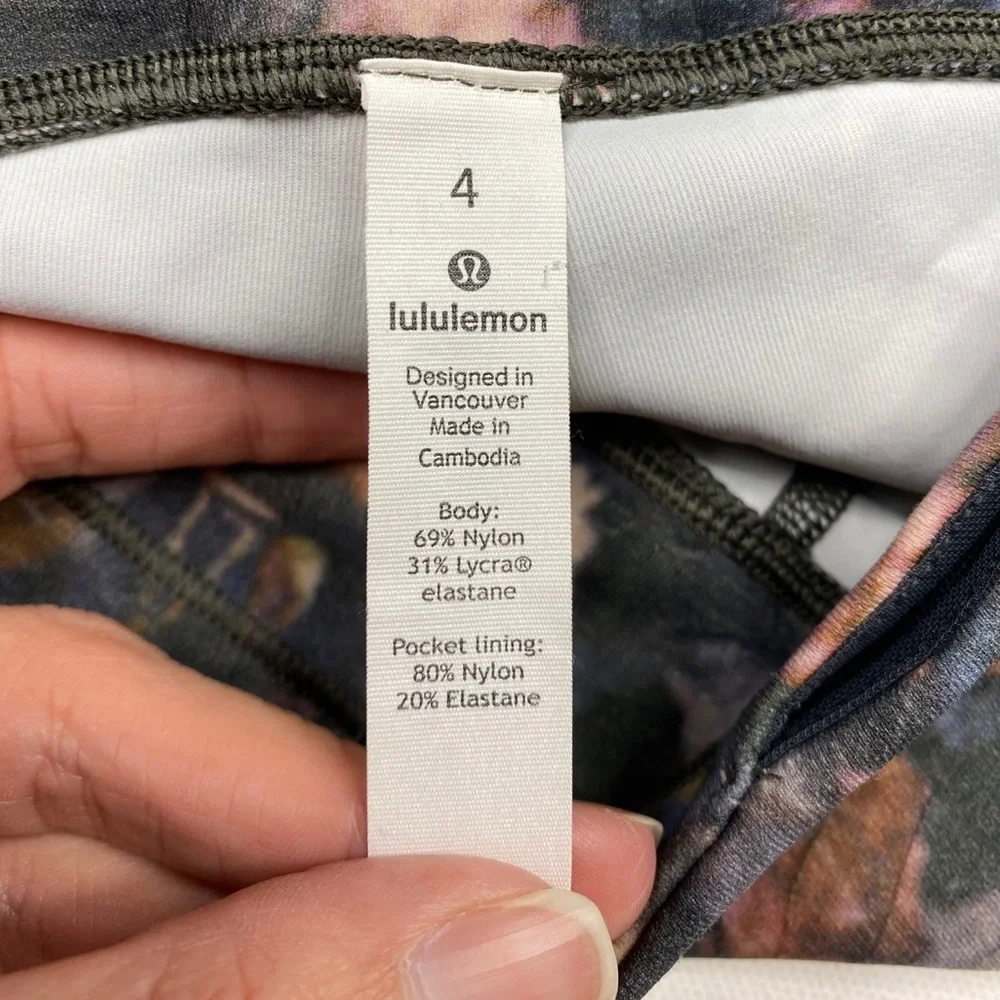 4
lululemon
Designed in
Vancouver
Made in
Cambodia
Body:
69% Nylon
31% Lycra®
elastane
Pocket lining:
80% Nylon
20% Elastane